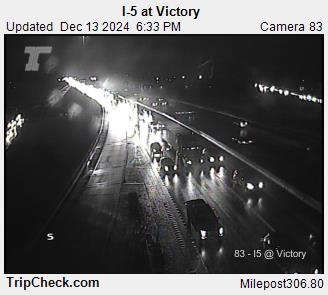 I-5 at Victory
Updated Dec 13 2024 6:33 PM Camera 83
T
S
83 - I5 @ Victory
TripCheck.com Milepost306.80